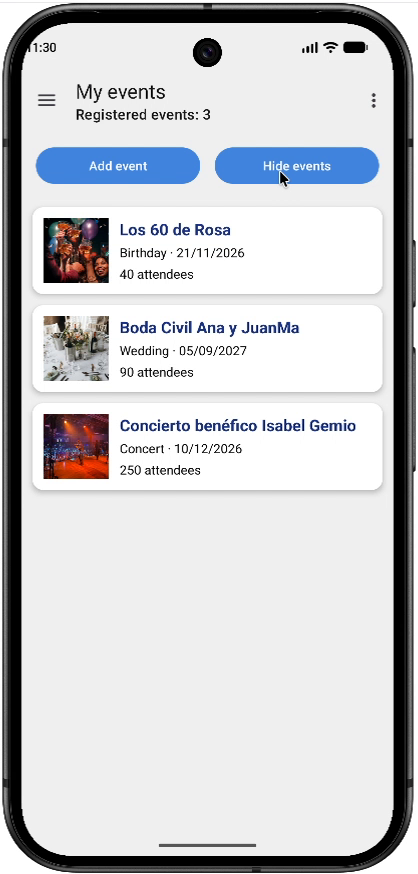 11:30
My events
Registered events: 3
Add event
Hide events
Los 60 de Rosa
Birthday · 21/11/2026
40 attendees
Boda Civil Ana y JuanMa
Wedding · 05/09/2027
90 attendees
Concierto benéfico Isabel Gemio
Concert · 10/12/2026
250 attendees